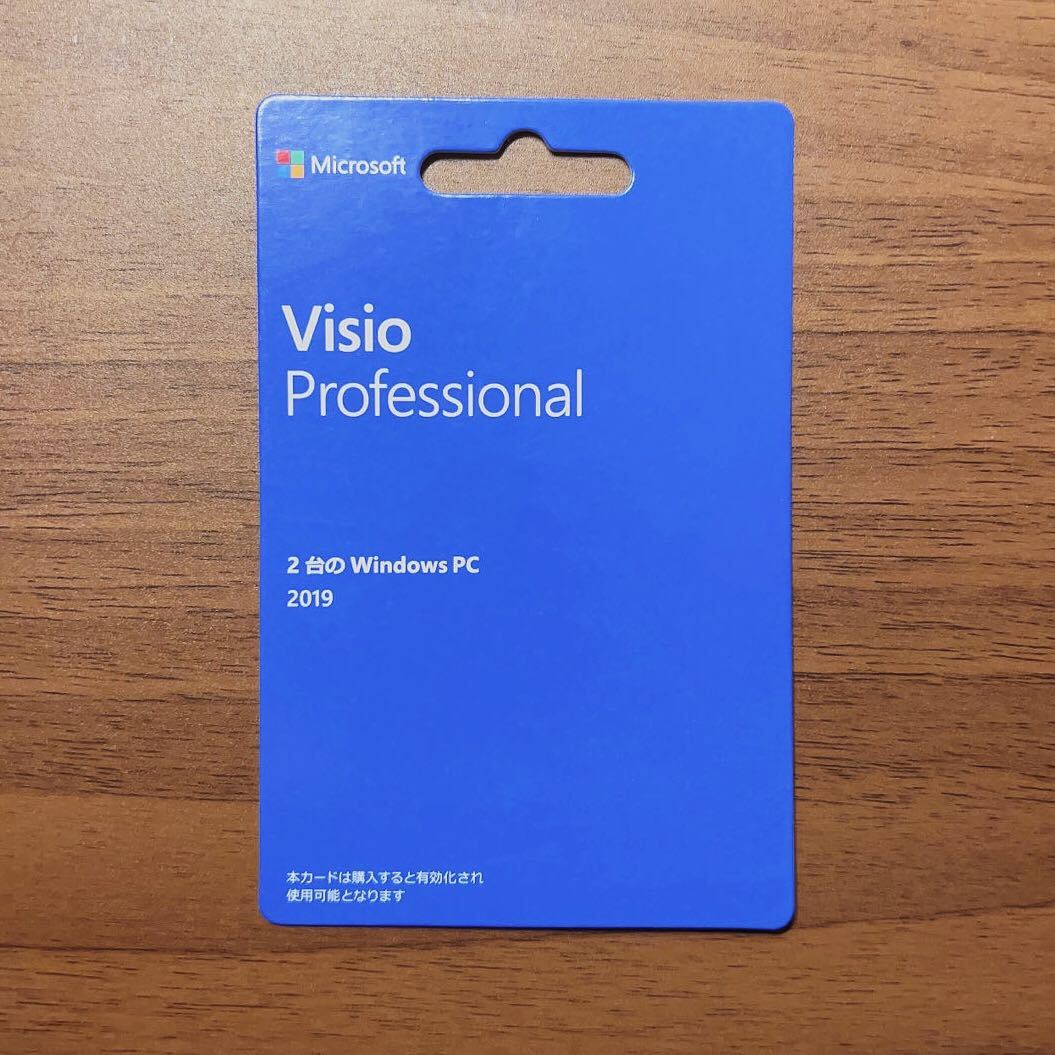 Microsoft
Visio
Professional
2 台の Windows PC
2019
本カードは購入すると有効化され
使用可能となります